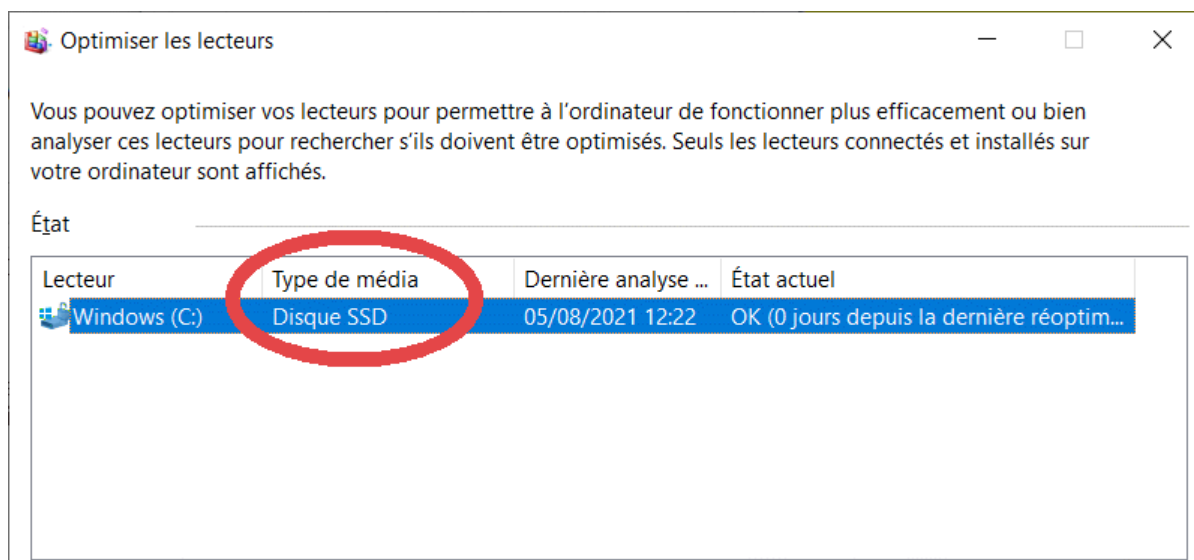 Optimiser les lecteurs
Vous pouvez optimiser vos lecteurs pour permettre à l’ordinateur de fonctionner plus efficacement ou bien
analyser ces lecteurs pour rechercher s’ils doivent être optimisés. Seuls les lecteurs connectés et installés sur
votre ordinateur sont affichés.
État
Lecteur Type de média Dernière analyse ... État actuel
Windows (C:) Disque SSD 05/08/2021 12:22 OK (0 jours depuis la dernière réoptim...